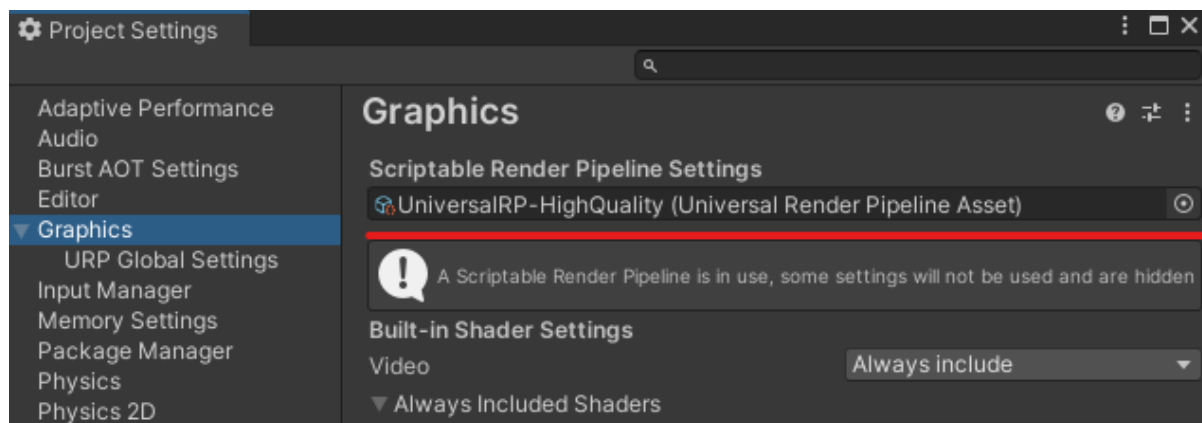 Project Settings
Adaptive Performance
Audio
Burst AOT Settings
Editor
Graphics
URP Global Settings
Input Manager
Memory Settings
Package Manager
Physics
Physics 2D
Graphics
Scriptable Render Pipeline Settings
UniversalRP-HighQuality (Universal Render Pipeline Asset)
A Scriptable Render Pipeline is in use, some settings will not be used and are hidden
Built-in Shader Settings
Video
Always include
Always Included Shaders